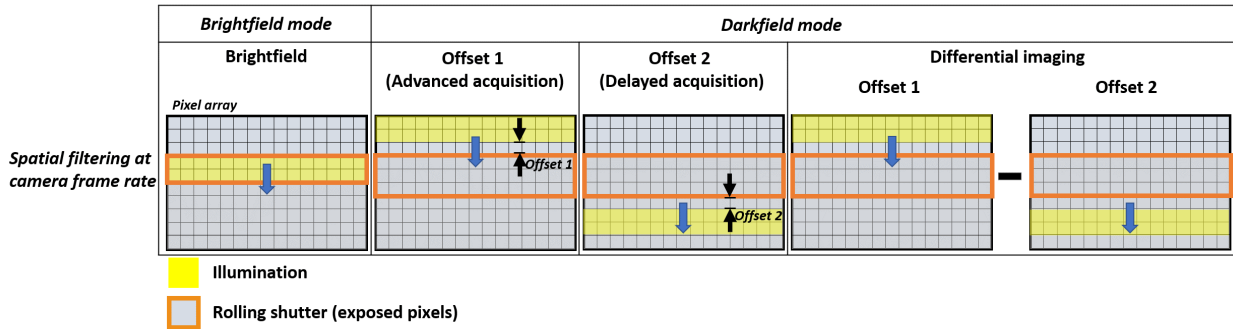 Brightfield mode
Darkfield mode
Brightfield
Offset 1
(Advanced acquisition)
Offset 2
(Delayed acquisition)
Differential imaging
Offset 1
Offset 2
Pixel array
Spatial filtering at
camera frame rate
Offset 1
Offset 2
Illumination
Rolling shutter (exposed pixels)